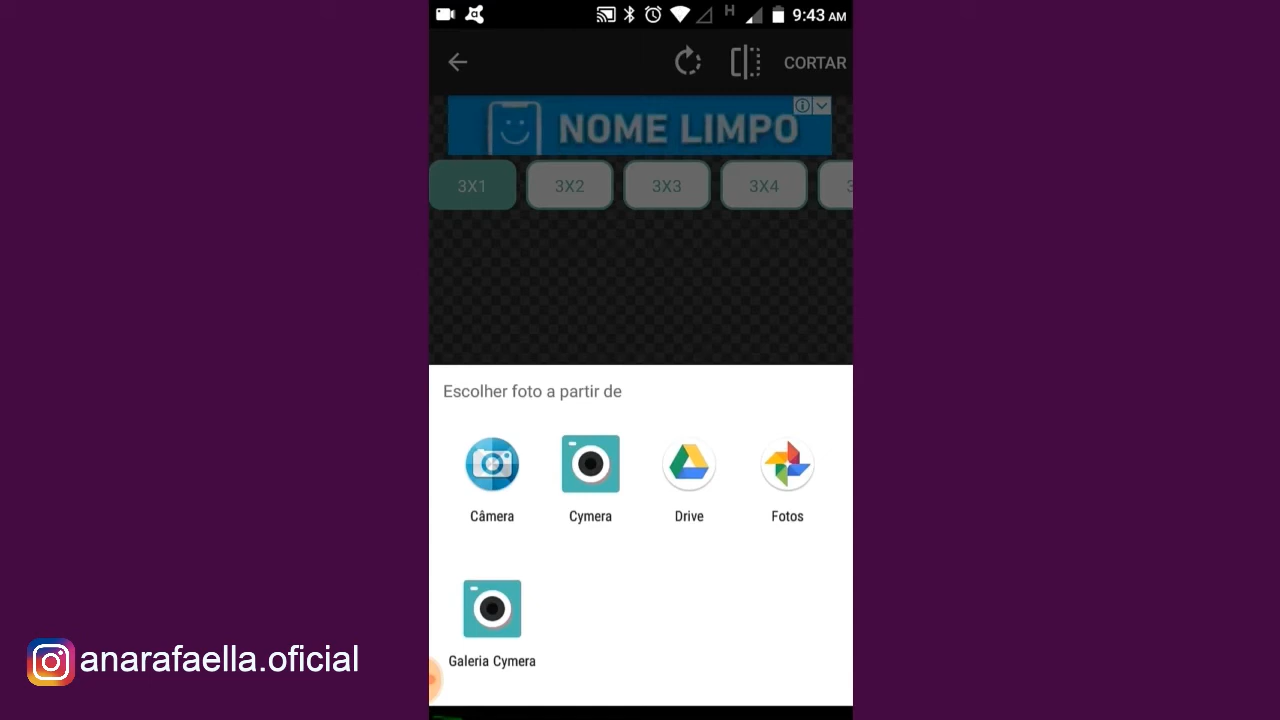 H 9:43 AM
CORTAR
NOME LIMPO
3X1 3X2 3X3 3X4 3
Escolher foto a partir de
Câmera Cymera Drive Fotos
Galeria Cymera
anarafaella.oficial